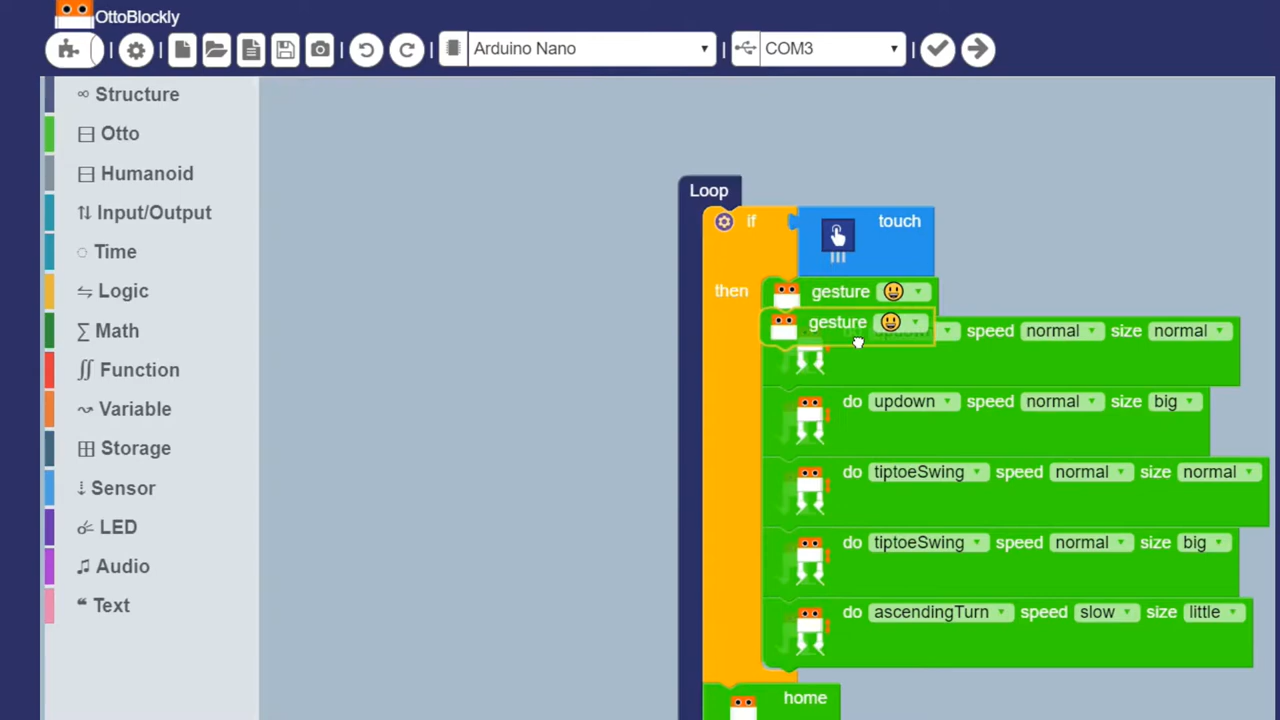 OttoBlockly
Arduino Nano
COM3
Structure
Otto
Humanoid
Input/Output
Time
Logic
Math
Function
Variable
Storage
Sensor
LED
Audio
Text
Loop
if touch
then gesture
gesture
speed normal size normal
do updown speed normal size big
do tiptoeSwing speed normal size normal
do tiptoeSwing speed normal size big
do ascendingTurn speed slow size little
home